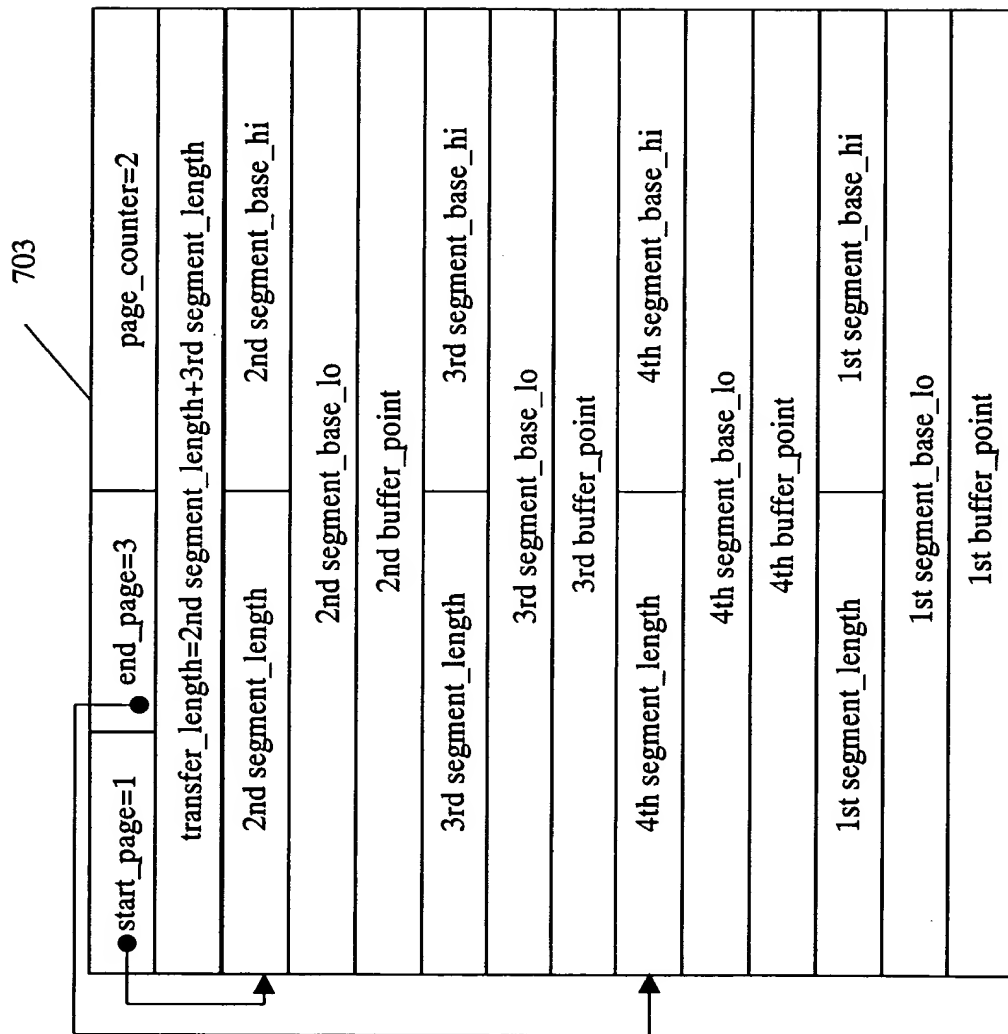 703
start_page=1 end_page=3 page_counter=2
transfer_length=2nd segment_length+3rd segment_length
2nd segment_length 2nd segment_base_hi
2nd segment_base_lo
2nd buffer_point
3rd segment_length 3rd segment_base_hi
3rd segment_base_lo
3rd buffer_point
4th segment_length 4th segment_base_hi
4th segment_base_lo
4th buffer_point
1st segment_length 1st segment_base_hi
1st segment_base_lo
1st buffer_point